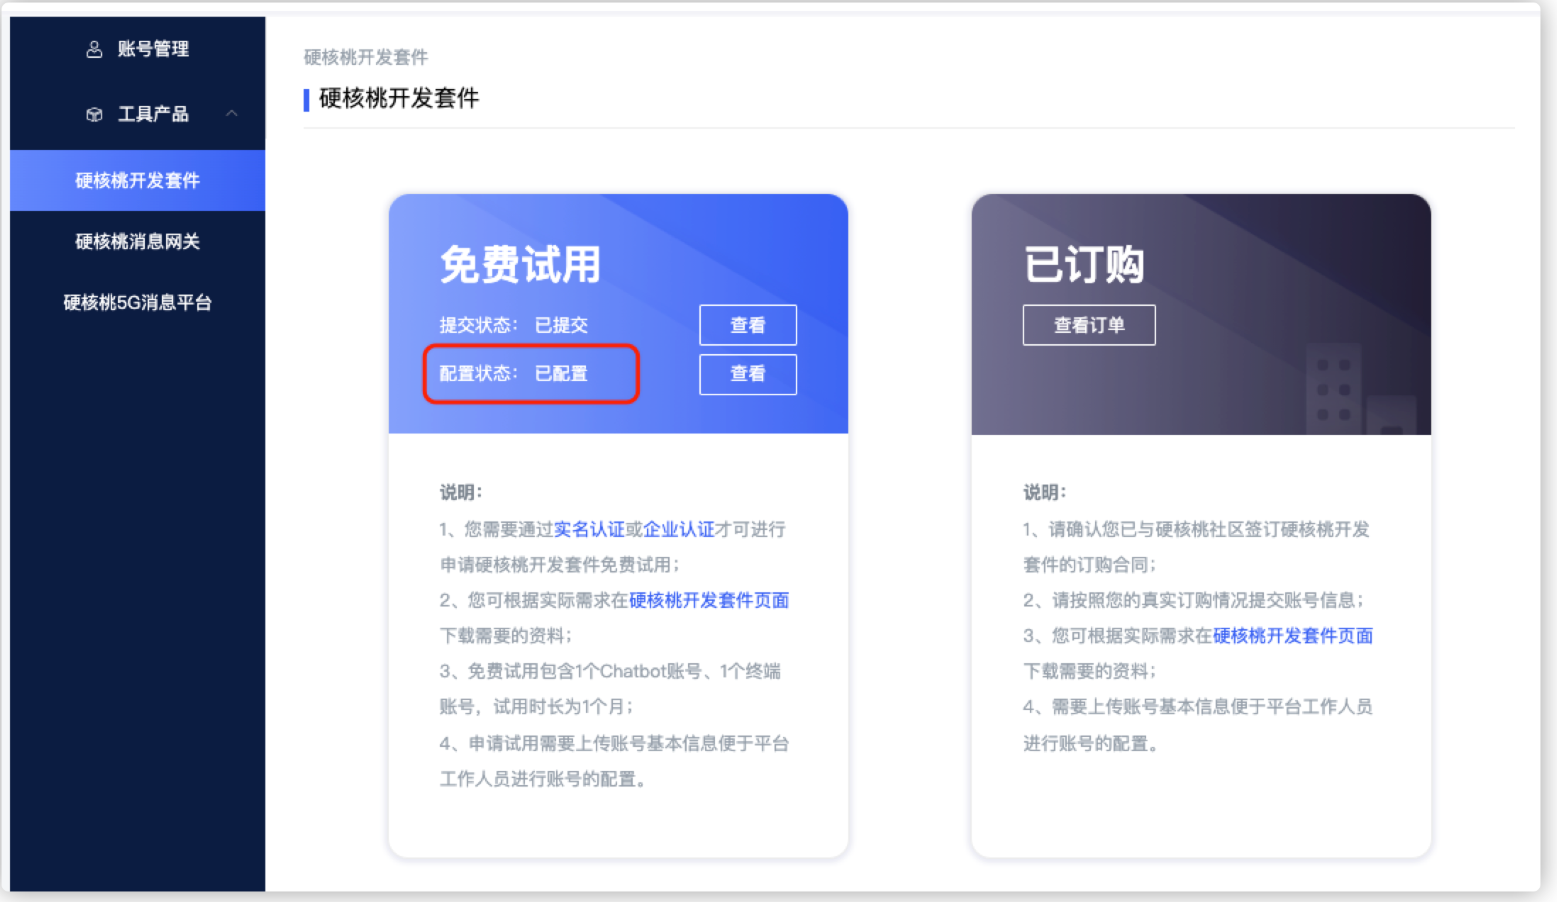 账号管理
工具产品
硬核桃开发套件
硬核桃消息网关
硬核桃5G消息平台
硬核桃开发套件
硬核桃开发套件
免费试用
提交状态： 已提交
查看
配置状态： 已配置
查看
说明：
1、您需要通过实名认证或企业认证才可进行
申请硬核桃开发套件免费试用；
2、您可根据实际需求在硬核桃开发套件页面
下载需要的资料；
3、免费试用包含1个Chatbot账号、1个终端
账号，试用时长为1个月；
4、申请试用需要上传账号基本信息便于平台
工作人员进行账号的配置。
已订购
查看订单
说明：
1、请确认您已与硬核桃社区签订硬核桃开发
套件的订购合同；
2、请按照您的真实订购情况提交账号信息；
3、您可根据实际需求在硬核桃开发套件页面
下载需要的资料；
4、需要上传账号基本信息便于平台工作人员
进行账号的配置。